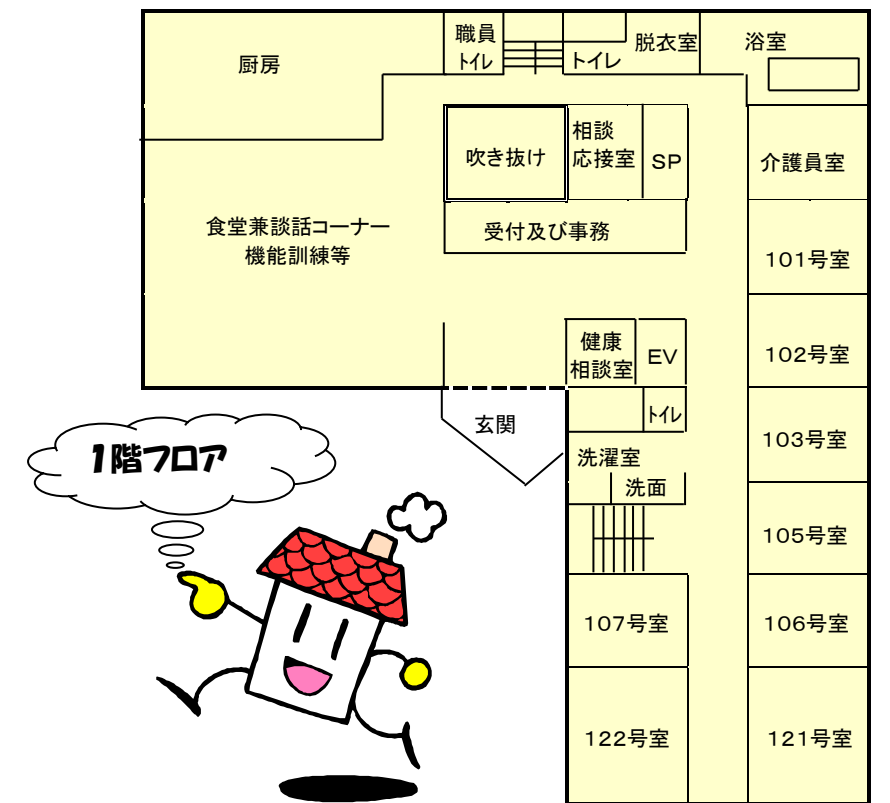 職員
トイレ
トイレ
脱衣室
浴室
厨房
吹き抜け
相談
応接室
SP
介護員室
食堂兼談話コーナー
機能訓練等
受付及び事務
101号室
健康
相談室
EV
102号室
トイレ
玄関
103号室
1階フロア
洗濯室
洗面
105号室
107号室
106号室
122号室
121号室